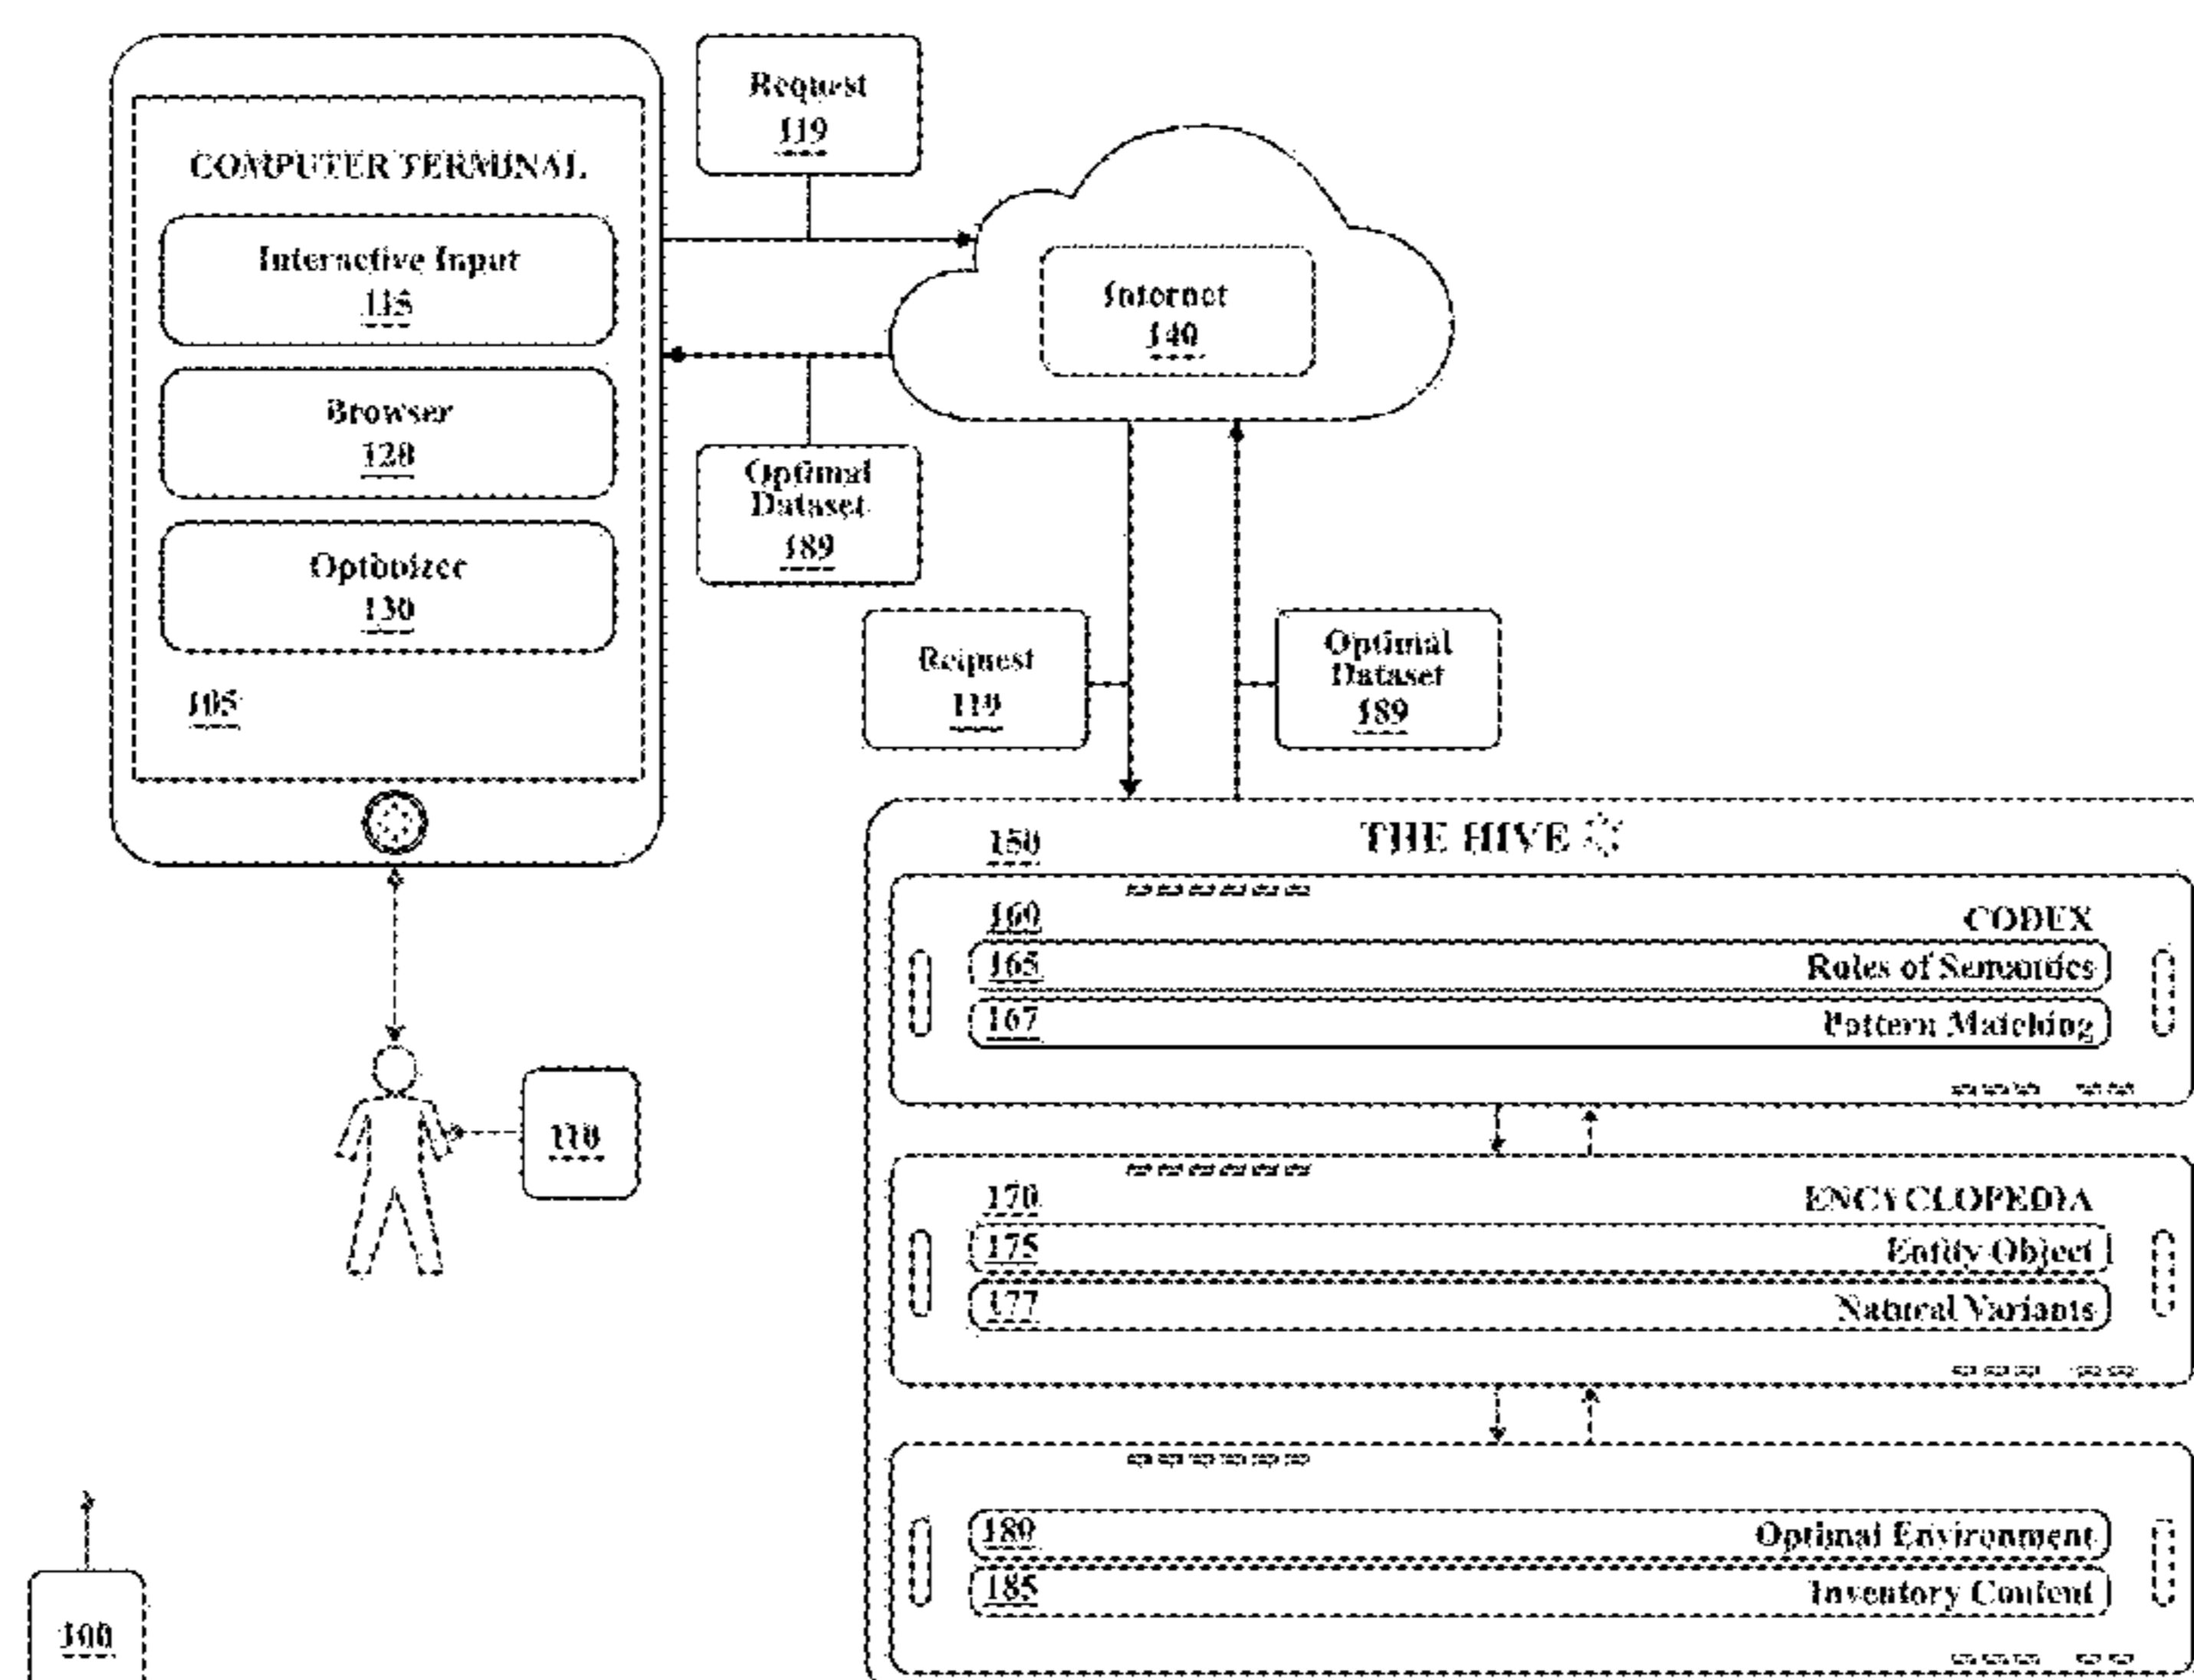 COMPUTER TERMINAL
Interactive Input
115
Browser
120
Optimizer
130
105
Request
119
Internet
140
Optimal
Dataset
189
Request
119
Optimal
Dataset
189
110
100
150
THE HIVE
160
CODEX
165
Rules of Semantics
167
Pattern Matching
170
ENCYCLOPEDIA
175
Entity Object
177
Natural Variants
180
Optimal Environment
185
Inventory Content